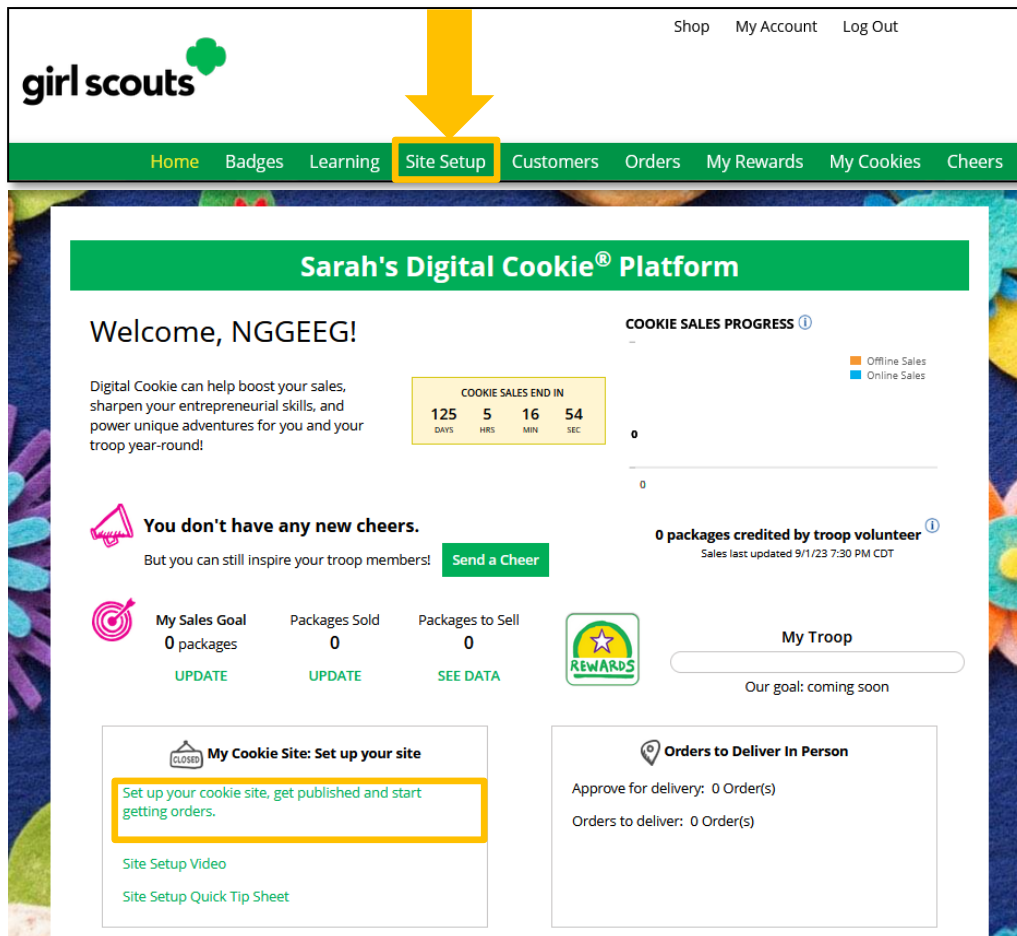 Shop My Account Log Out
girl scouts
Home Badges Learning Site Setup Customers Orders My Rewards My Cookies Cheers
Sarah's Digital Cookie® Platform
Welcome, NGGEEG!
Digital Cookie can help boost your sales,
sharpen your entrepreneurial skills, and
power unique adventures for you and your
troop year-round!
COOKIE SALES END IN
125 5 16 54
DAYS HRS MIN SEC
COOKIE SALES PROGRESS ⓘ
Offline Sales
Online Sales
0
0
You don't have any new cheers.
But you can still inspire your troop members! Send a Cheer
0 packages credited by troop volunteer ⓘ
Sales last updated 9/1/23 7:30 PM CDT
My Sales Goal Packages Sold Packages to Sell
0 packages 0 0
UPDATE UPDATE SEE DATA
REWARDS
My Troop
Our goal: coming soon
CLOSED My Cookie Site: Set up your site
Set up your cookie site, get published and start
getting orders.
Site Setup Video
Site Setup Quick Tip Sheet
Orders to Deliver In Person
Approve for delivery: 0 Order(s)
Orders to deliver: 0 Order(s)